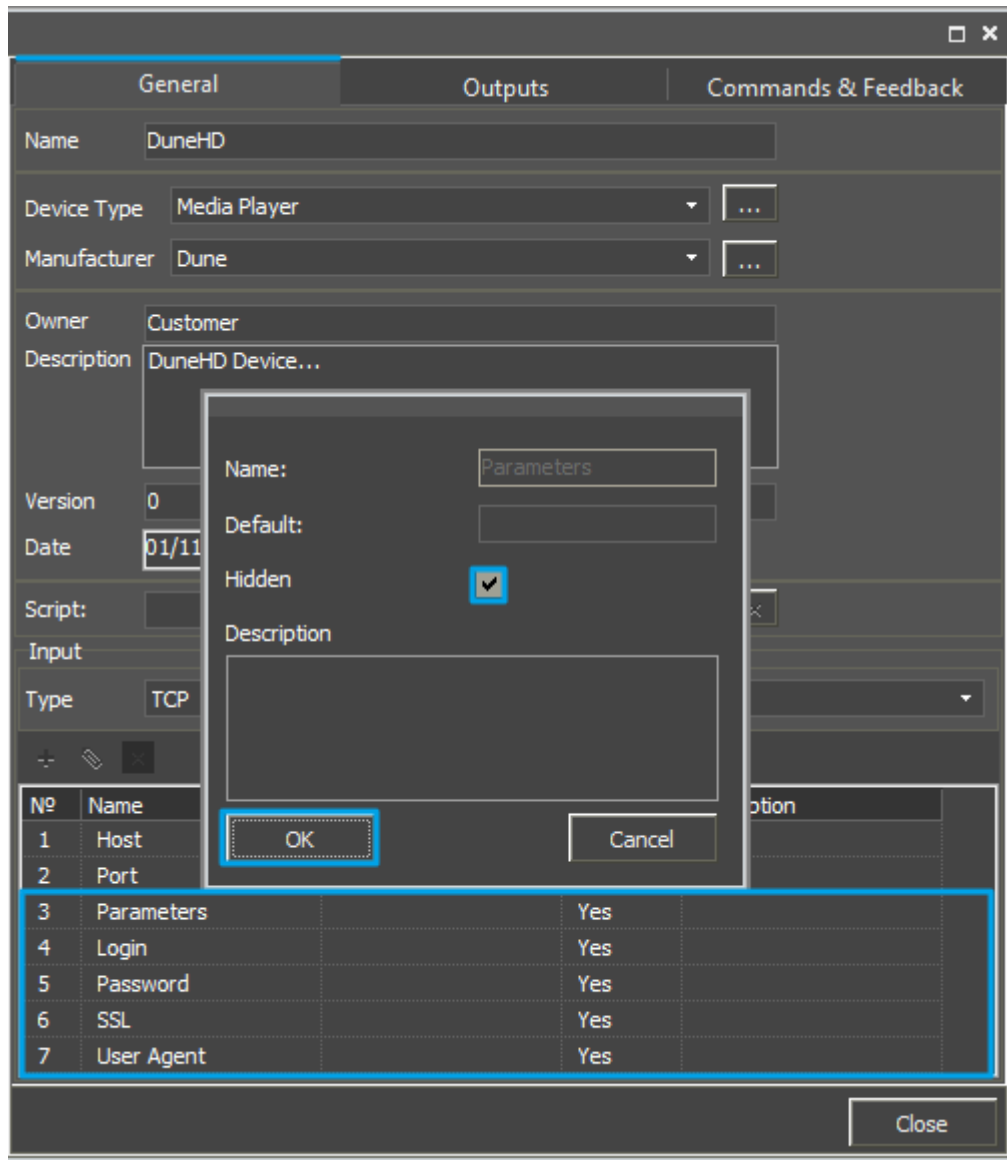 General Outputs Commands & Feedback
Name DuneHD
Device Type Media Player ...
Manufacturer Dune ...
Owner Customer
Description DuneHD Device...
Version 0
Date 01/11
Script:
Input
Type TCP
Name: Parameters
Default:
Hidden
Description
OK Cancel
Nº Name
1 Host
2 Port
3 Parameters Yes
4 Login Yes
5 Password Yes
6 SSL Yes
7 User Agent Yes
Close